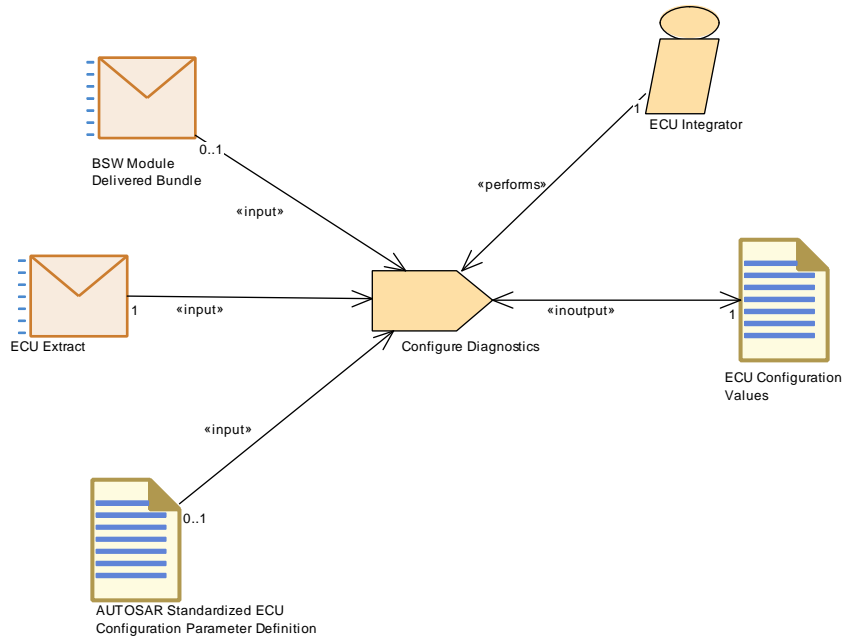 1
ECU Integrator
0..1
BSW Module
Delivered Bundle
«performs»
«input»
1
«input»
ECU Extract
Configure Diagnostics
«inoutput»
1
ECU Configuration
Values
«input»
0..1
AUTOSAR Standardized ECU
Configuration Parameter Definition